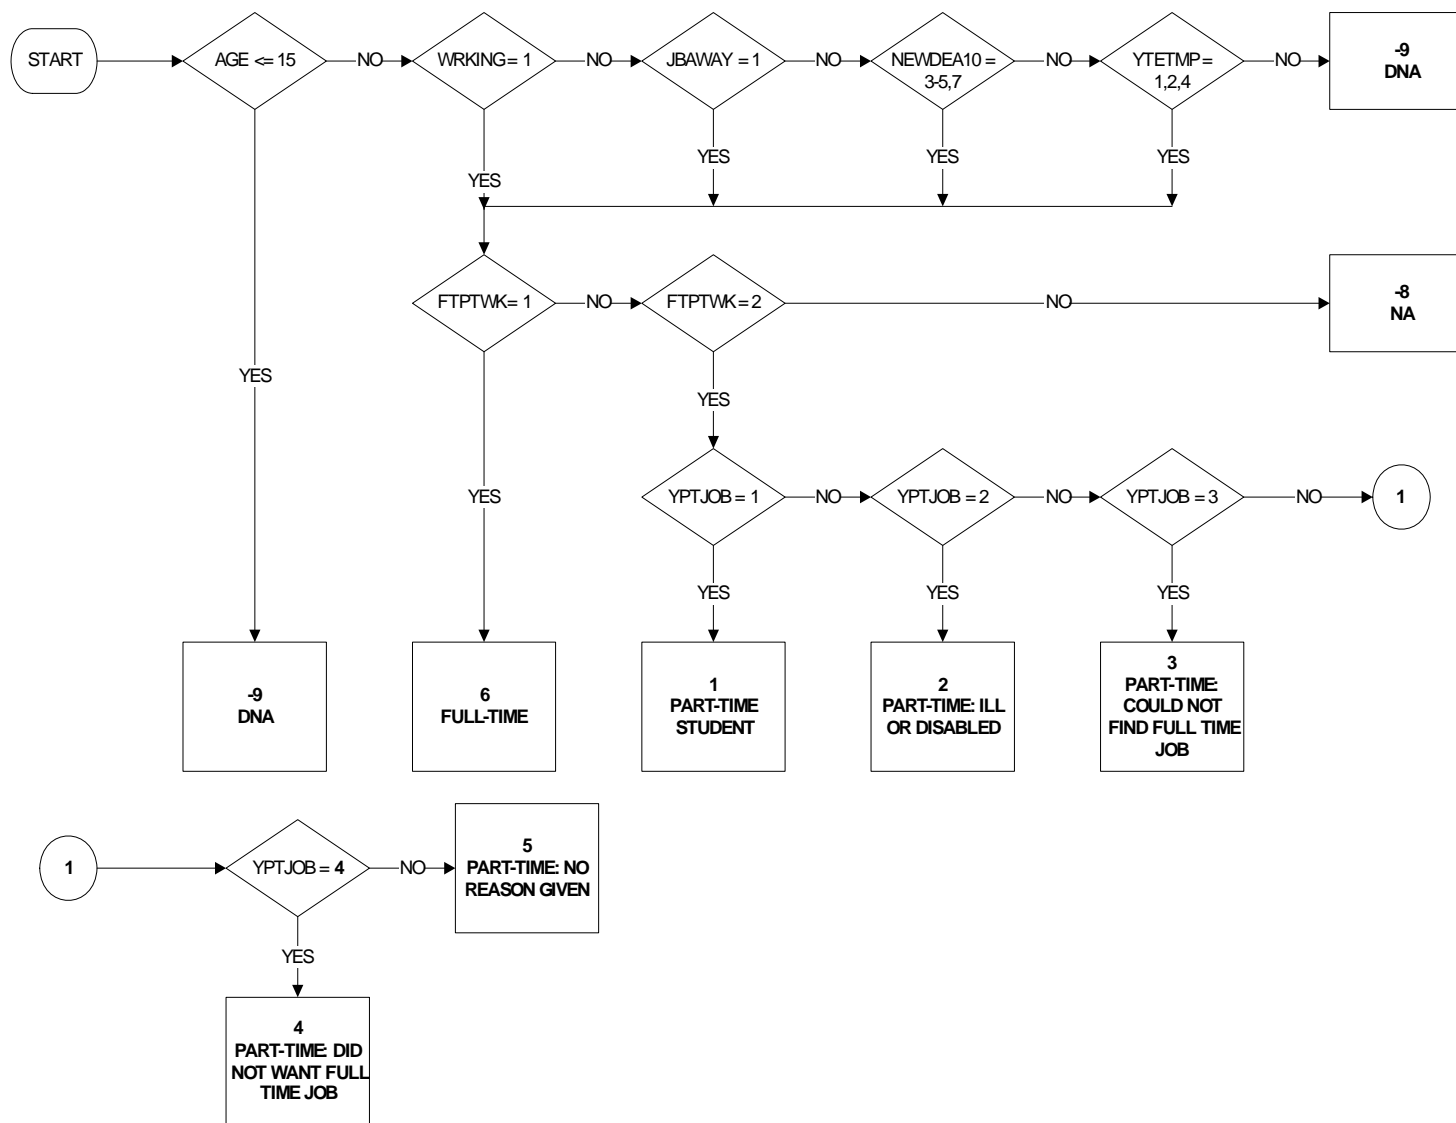 START
AGE <= 15
NO
WRKING = 1
NO
JBAWAY = 1
NO
NEWDEA10 =
3-5,7
NO
YTETMP =
1,2,4
NO
-9
DNA
YES
YES
YES
YES
YES
FTPTWK = 1
NO
FTPTWK = 2
NO
-8
NA
YES
YES
YES
YPTJOB = 1
NO
YPTJOB = 2
NO
YPTJOB = 3
NO
1
YES
YES
YES
-9
DNA
6
FULL-TIME
1
PART-TIME
STUDENT
2
PART-TIME: ILL
OR DISABLED
3
PART-TIME:
COULD NOT
FIND FULL TIME
JOB
1
YPTJOB = 4
NO
5
PART-TIME: NO
REASON GIVEN
YES
4
PART-TIME: DID
NOT WANT FULL
TIME JOB